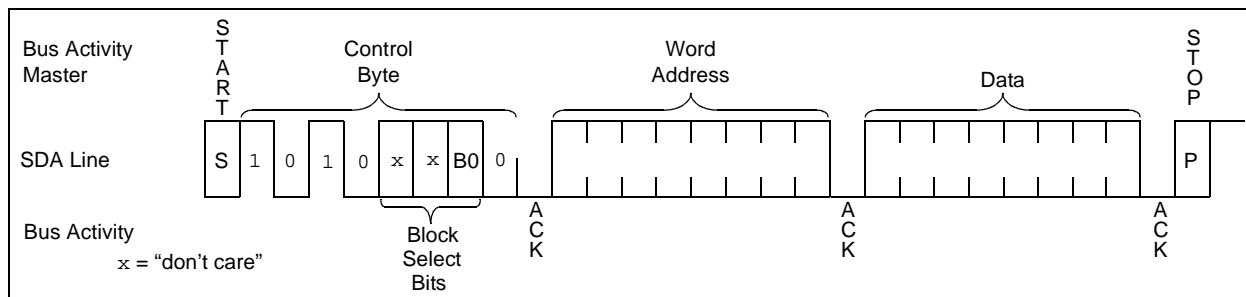 Bus Activity
Master
START
Control
Byte
Word
Address
Data
STOP
SDA Line
S 1 0 1 0 x x B0 0
P
Bus Activity
ACK
ACK
ACK
Block
Select
Bits
x = “don’t care”